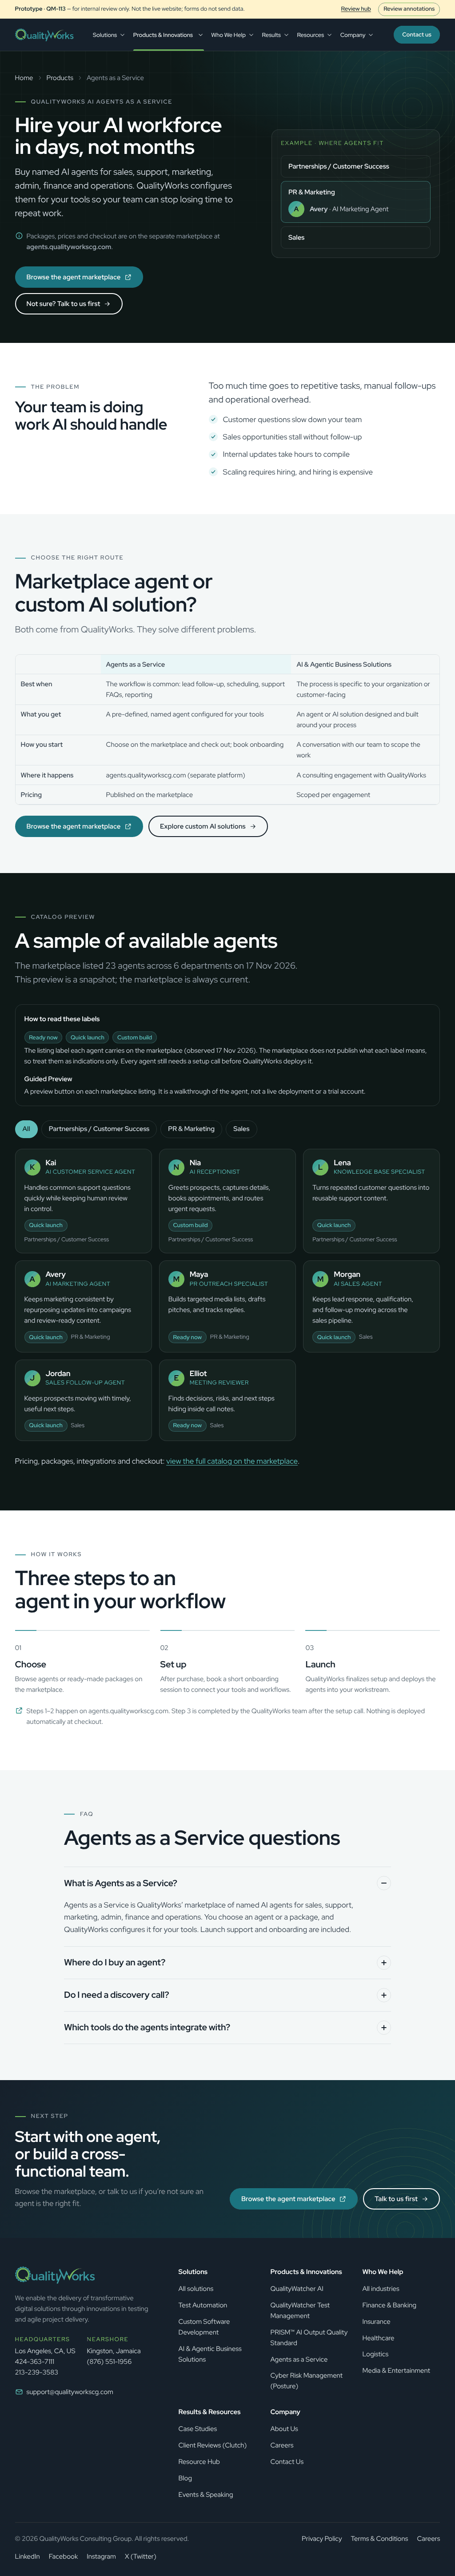 Prototype · QM-113 — for internal review only. Not the live website; forms do not send data.
Review hub
Review annotations
QualityWorks
Solutions
Products & Innovations
Who We Help
Results
Resources
Company
Contact us
Home > Products > Agents as a Service
QUALITYWORKS AI AGENTS AS A SERVICE
Hire your AI workforce
in days, not months
Buy named AI agents for sales, support, marketing,
admin, finance and operations. QualityWorks configures
them for your tools so your team can stop losing time to
repeat work.
Packages, prices and checkout are on the separate marketplace at
agents.qualityworkscg.com.
Browse the agent marketplace
Not sure? Talk to us first
EXAMPLE · WHERE AGENTS FIT
Partnerships / Customer Success
PR & Marketing
A
Avery · AI Marketing Agent
Sales
THE PROBLEM
Your team is doing
work AI should handle
Too much time goes to repetitive tasks, manual follow-ups
and operational overhead.
Customer questions slow down your team
Sales opportunities stall without follow-up
Internal updates take hours to compile
Scaling requires hiring, and hiring is expensive
CHOOSE THE RIGHT ROUTE
Marketplace agent or
custom AI solution?
Both come from QualityWorks. They solve different problems.
Agents as a Service
AI & Agentic Business Solutions
Best when
The workflow is common: lead follow-up, scheduling, support
FAQs, reporting
The process is specific to your organization or
customer-facing
What you get
A pre-defined, named agent configured for your tools
An agent or AI solution designed and built
around your process
How you start
Choose on the marketplace and check out; book onboarding
A conversation with our team to scope the
work
Where it happens
agents.qualityworkscg.com (separate platform)
A consulting engagement with QualityWorks
Pricing
Published on the marketplace
Scoped per engagement
Browse the agent marketplace
Explore custom AI solutions
CATALOG PREVIEW
A sample of available agents
The marketplace listed 23 agents across 6 departments on 17 Nov 2026.
This preview is a snapshot; the marketplace is always current.
How to read these labels
Ready now
Quick launch
Custom build
The listing label each agent carries on the marketplace (observed 17 Nov 2026). The marketplace does not publish what each label means,
so treat them as indications only. Every agent still needs a setup call before QualityWorks deploys it.
Guided Preview
A preview button on each marketplace listing. It is a walkthrough of the agent, not a live deployment or a trial account.
All
Partnerships / Customer Success
PR & Marketing
Sales
K
Kai
AI CUSTOMER SERVICE AGENT
Handles common support questions
quickly while keeping human review
in control.
Quick launch
Partnerships / Customer Success
N
Nia
AI RECEPTIONIST
Greets prospects, captures details,
books appointments, and routes
urgent requests.
Custom build
Partnerships / Customer Success
L
Lena
KNOWLEDGE BASE SPECIALIST
Turns repeated customer questions into
reusable support content.
Quick launch
Partnerships / Customer Success
A
Avery
AI MARKETING AGENT
Keeps marketing consistent by
repurposing updates into campaigns
and review-ready content.
Quick launch
PR & Marketing
M
Maya
PR OUTREACH SPECIALIST
Builds targeted media lists, drafts
pitches, and tracks replies.
Ready now
PR & Marketing
M
Morgan
AI SALES AGENT
Keeps lead response, qualification,
and follow-up moving across the
sales pipeline.
Quick launch
Sales
J
Jordan
SALES FOLLOW-UP AGENT
Keeps prospects moving with timely,
useful next steps.
Quick launch
Sales
E
Elliot
MEETING REVIEWER
Finds decisions, risks, and next steps
hiding inside call notes.
Ready now
Sales
Pricing, packages, integrations and checkout: view the full catalog on the marketplace.
HOW IT WORKS
Three steps to an
agent in your workflow
01
Choose
Browse agents or ready-made packages on
the marketplace.
02
Set up
After purchase, book a short onboarding
session to connect your tools and workflows.
03
Launch
QualityWorks finalizes setup and deploys the
agents into your workstream.
Steps 1–2 happen on agents.qualityworkscg.com. Step 3 is completed by the QualityWorks team after the setup call. Nothing is deployed
automatically at checkout.
FAQ
Agents as a Service questions
What is Agents as a Service?
Agents as a Service is QualityWorks' marketplace of named AI agents for sales, support,
marketing, admin, finance and operations. You choose an agent or a package, and
QualityWorks configures it for your tools. Launch support and onboarding are included.
Where do I buy an agent?
Do I need a discovery call?
Which tools do the agents integrate with?
NEXT STEP
Start with one agent,
or build a cross-
functional team.
Browse the marketplace, or talk to us if you're not sure an
agent is the right fit.
Browse the agent marketplace
Talk to us first
QualityWorks
We enable the delivery of transformative
digital solutions through innovations in testing
and agile project delivery.
HEADQUARTERS
Los Angeles, CA, US
424-363-7111
213-239-3583
NEARSHORE
Kingston, Jamaica
(876) 551-1956
support@qualityworkscg.com
Solutions
All solutions
Test Automation
Custom Software
Development
AI & Agentic Business
Solutions
Products & Innovations
QualityWatcher AI
QualityWatcher Test
Management
PRISM™ AI Output Quality
Standard
Agents as a Service
Cyber Risk Management
(Posture)
Who We Help
All industries
Finance & Banking
Insurance
Healthcare
Logistics
Media & Entertainment
Results & Resources
Case Studies
Client Reviews (Clutch)
Resource Hub
Blog
Events & Speaking
Company
About Us
Careers
Contact Us
© 2026 QualityWorks Consulting Group. All rights reserved.
Privacy Policy
Terms & Conditions
Careers
LinkedIn
Facebook
Instagram
X (Twitter)